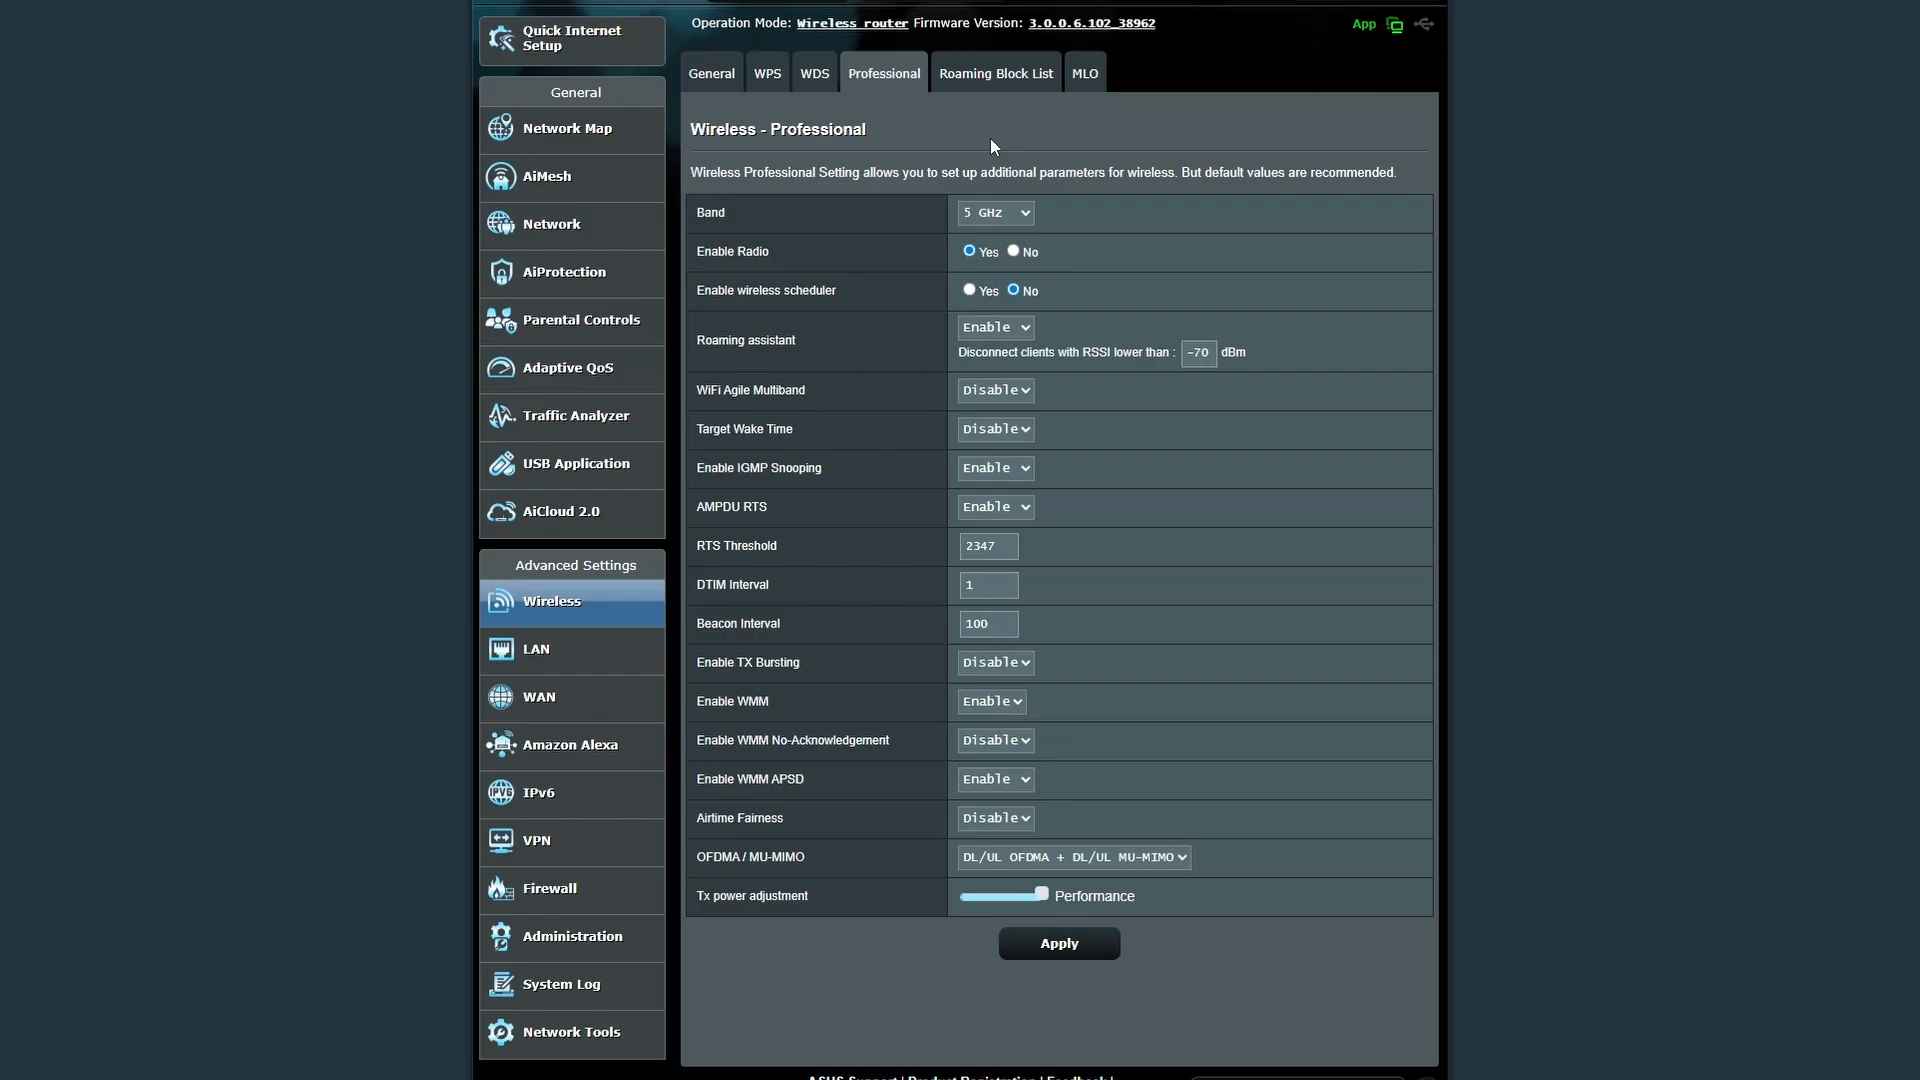 Quick Internet
Setup
General
Network Map
AiMesh
Network
AiProtection
Parental Controls
Adaptive QoS
Traffic Analyzer
USB Application
AiCloud 2.0
Advanced Settings
Wireless
LAN
WAN
Amazon Alexa
IPv6
VPN
Firewall
Administration
System Log
Network Tools
Operation Mode: Wireless router Firmware Version: 3.0.0.6.102_38962
App
General WPS WDS Professional Roaming Block List MLO
Wireless - Professional
Wireless Professional Setting allows you to set up additional parameters for wireless. But default values are recommended.
Band 5 GHz
Enable Radio Yes No
Enable wireless scheduler Yes No
Roaming assistant Enable
Disconnect clients with RSSI lower than : -70 dBm
WiFi Agile Multiband Disable
Target Wake Time Disable
Enable IGMP Snooping Enable
AMPDU RTS Enable
RTS Threshold 2347
DTIM Interval 1
Beacon Interval 100
Enable TX Bursting Disable
Enable WMM Enable
Enable WMM No-Acknowledgement Disable
Enable WMM APSD Enable
Airtime Fairness Disable
OFDMA / MU-MIMO DL/UL OFDMA + DL/UL MU-MIMO
Tx power adjustment Performance
Apply
ASUS Support | Product Registration | Feedback |